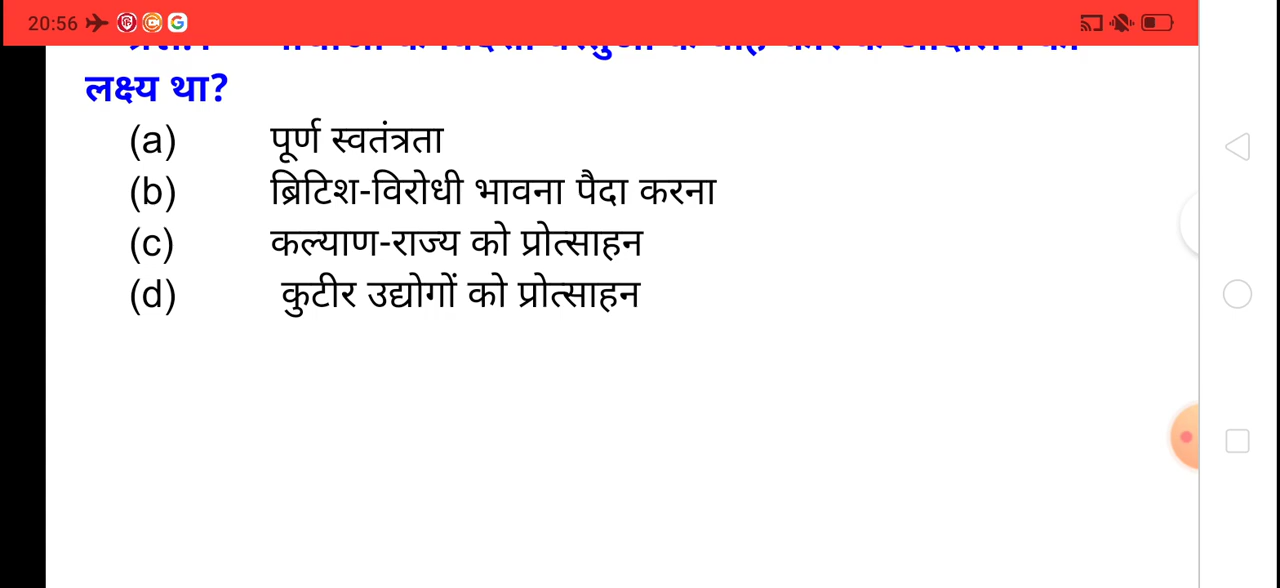 20:56
लक्ष्य था?
(a) पूर्ण स्वतंत्रता
(b) ब्रिटिश-विरोधी भावना पैदा करना
(c) कल्याण-राज्य को प्रोत्साहन
(d) कुटीर उद्योगों को प्रोत्साहन